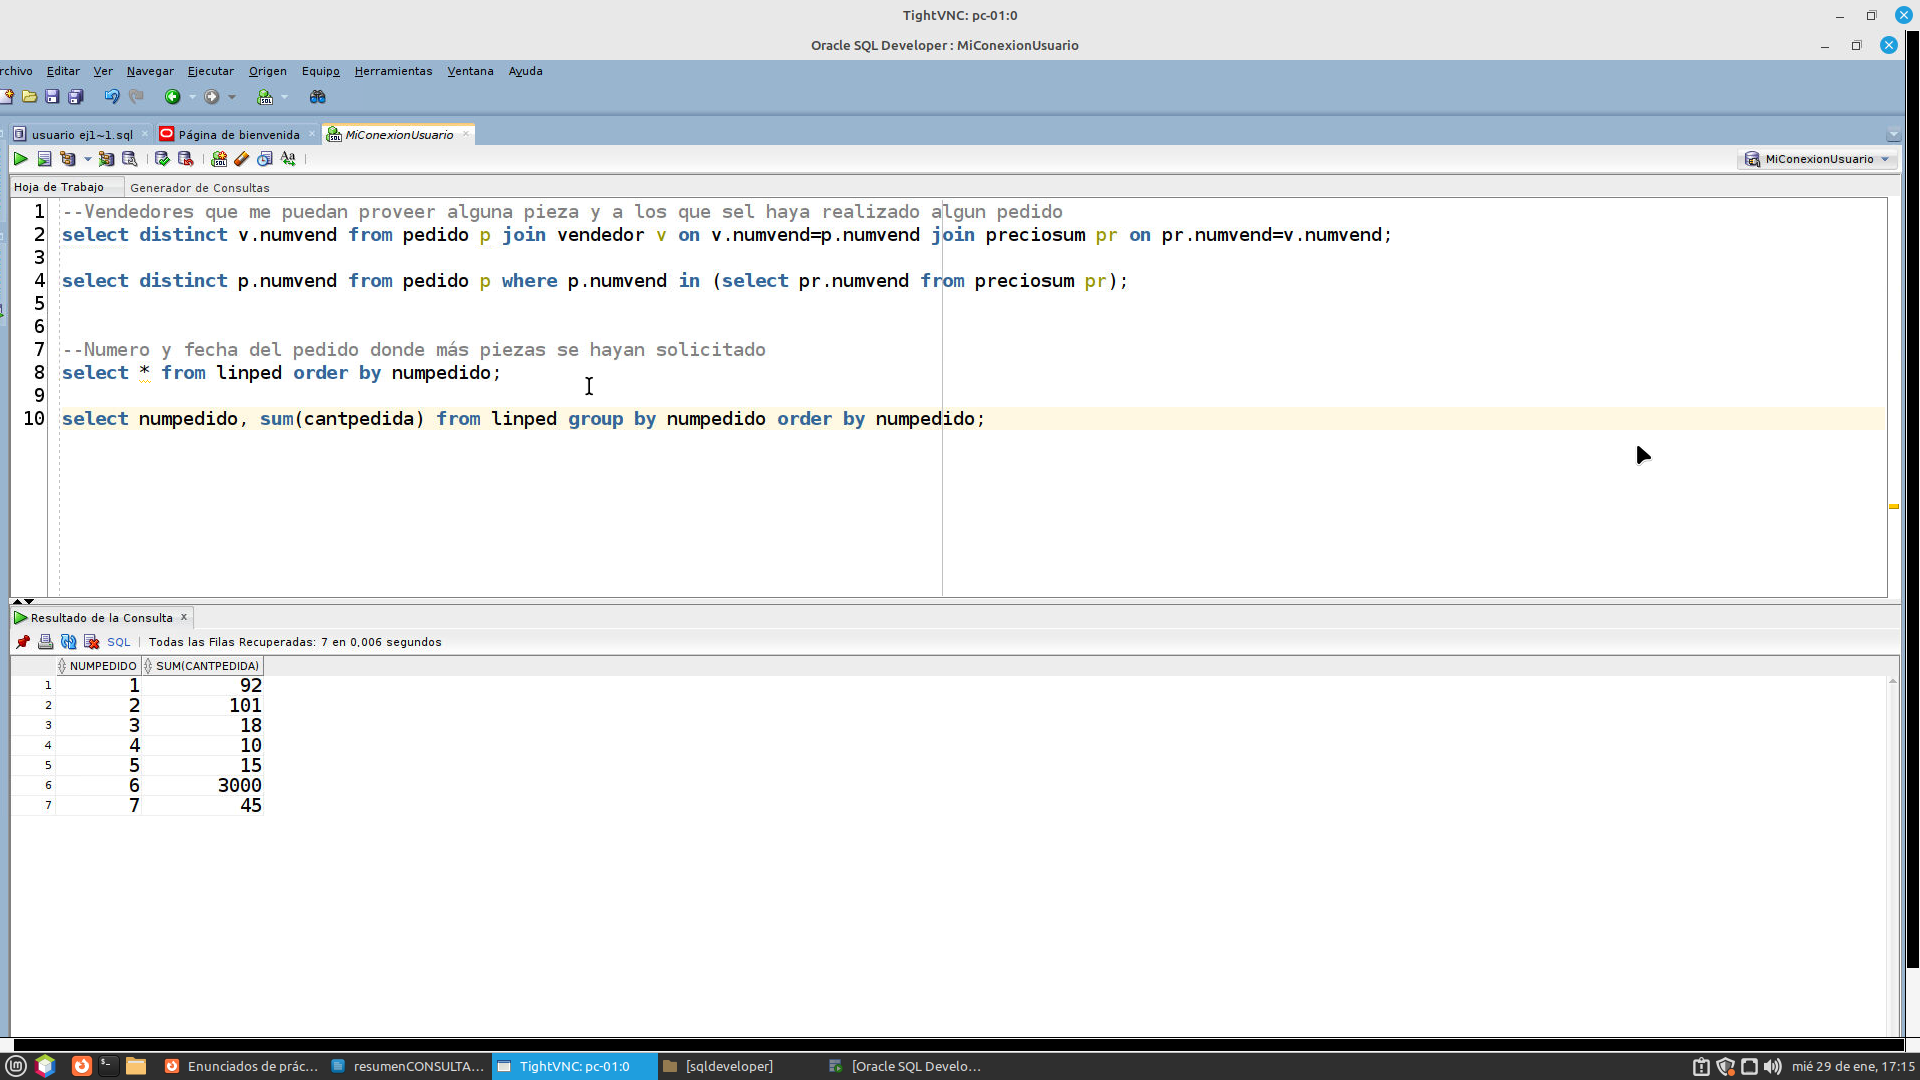 TightVNC: pc-01:0
Oracle SQL Developer : MiConexionUsuario
rchivo Editar Ver Navegar Ejecutar Origen Equipo Herramientas Ventana Ayuda
usuario ej1~1.sql Página de bienvenida MiConexionUsuario
MiConexionUsuario
Hoja de Trabajo Generador de Consultas
1 --Vendedores que me puedan proveer alguna pieza y a los que sel haya realizado algun pedido
2 select distinct v.numvend from pedido p join vendedor v on v.numvend=p.numvend join preciosum pr on pr.numvend=v.numvend;
3
4 select distinct p.numvend from pedido p where p.numvend in (select pr.numvend from preciosum pr);
5
6
7 --Numero y fecha del pedido donde más piezas se hayan solicitado
8 select * from linped order by numpedido;
9
10 select numpedido, sum(cantpedida) from linped group by numpedido order by numpedido;
Resultado de la Consulta x
SQL | Todas las Filas Recuperadas: 7 en 0,006 segundos
NUMPEDIDO SUM(CANTPEDIDA)
1 1 92
2 2 101
3 3 18
4 4 10
5 5 15
6 6 3000
7 7 45
Enunciados de prác... resumenCONSULTA... TightVNC: pc-01:0 [sqldeveloper] [Oracle SQL Develo... mié 29 de ene, 17:15